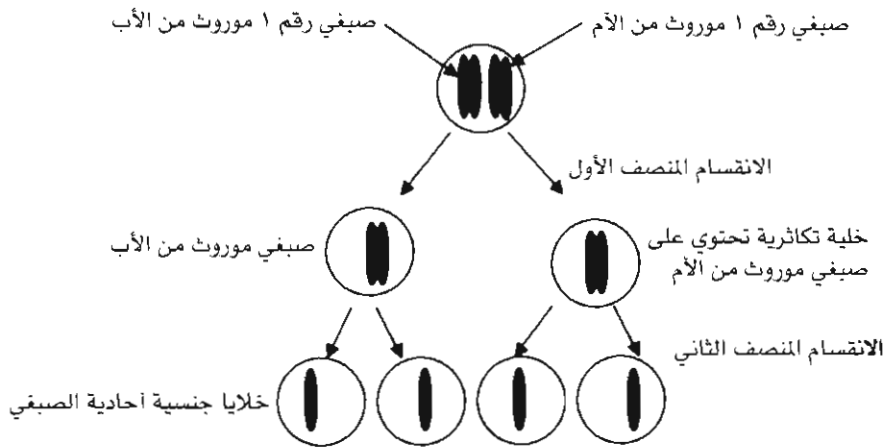 صبغي رقم ١ موروث من الأم
صبغي رقم ١ موروث من الأب
الانقسام المنصف الأول
خلية تكاثرية تحتوي على
صبغي موروث من الأم
صبغي موروث من الأب
الانقسام المنصف الثاني
خلايا جنسية أحادية الصبغي